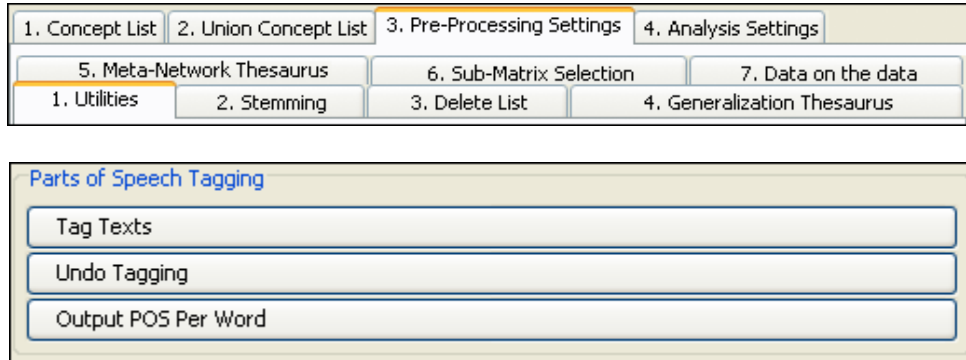 1. Concept List 2. Union Concept List 3. Pre-Processing Settings 4. Analysis Settings
5. Meta-Network Thesaurus 6. Sub-Matrix Selection 7. Data on the data
1. Utilities 2. Stemming 3. Delete List 4. Generalization Thesaurus
Parts of Speech Tagging
Tag Texts
Undo Tagging
Output POS Per Word